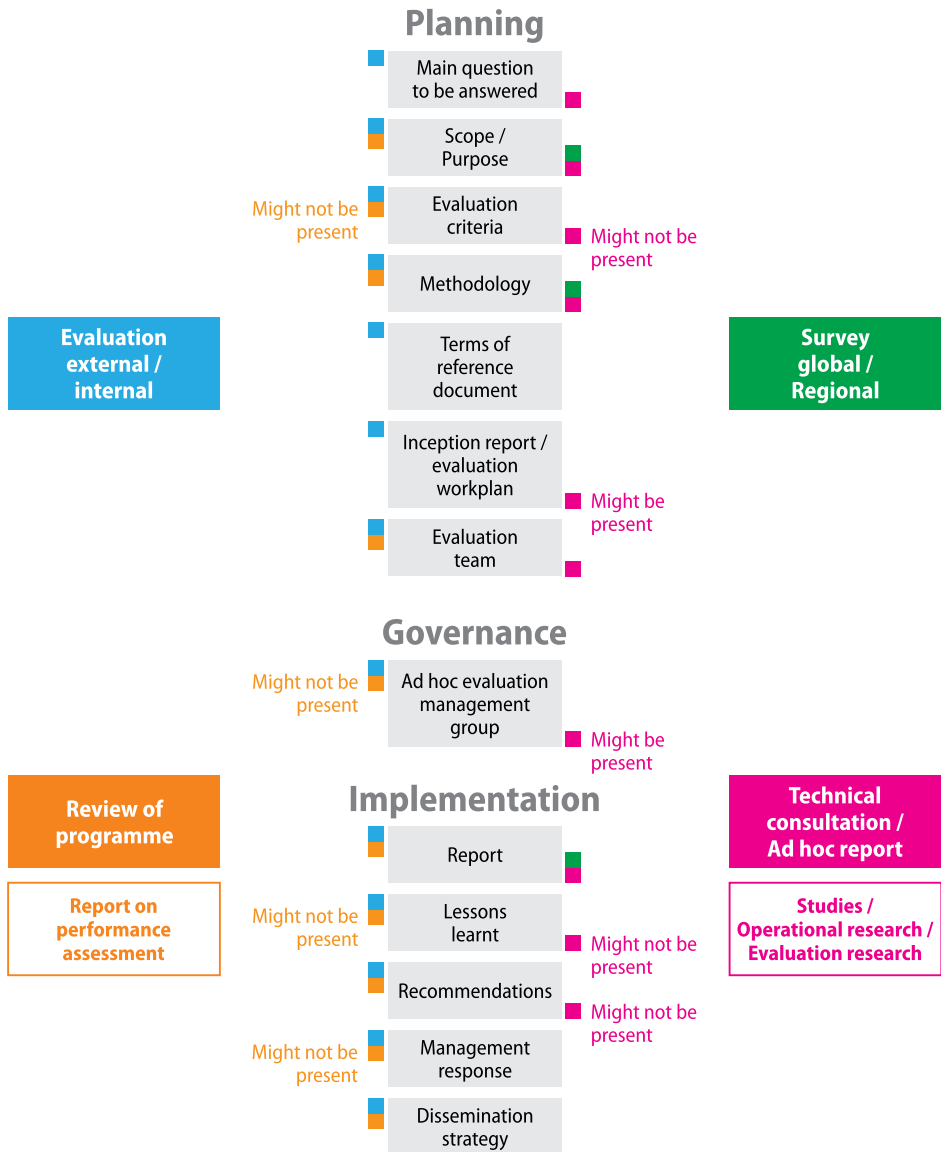 Planning
Main question
to be answered
Scope /
Purpose
Might not be
present
Evaluation
criteria
Might not be
present
Methodology
Evaluation
external /
internal
Terms of
reference
document
Survey
global /
Regional
Inception report /
evaluation
workplan
Might be
present
Evaluation
team
Governance
Might not be
present
Ad hoc evaluation
management
group
Might be
present
Implementation
Review of
programme
Technical
consultation /
Ad hoc report
Report
Report on
performance
assessment
Might not be
present
Lessons
learnt
Might not be
present
Studies /
Operational research /
Evaluation research
Recommendations
Might not be
present
Might not be
present
Management
response
Dissemination
strategy